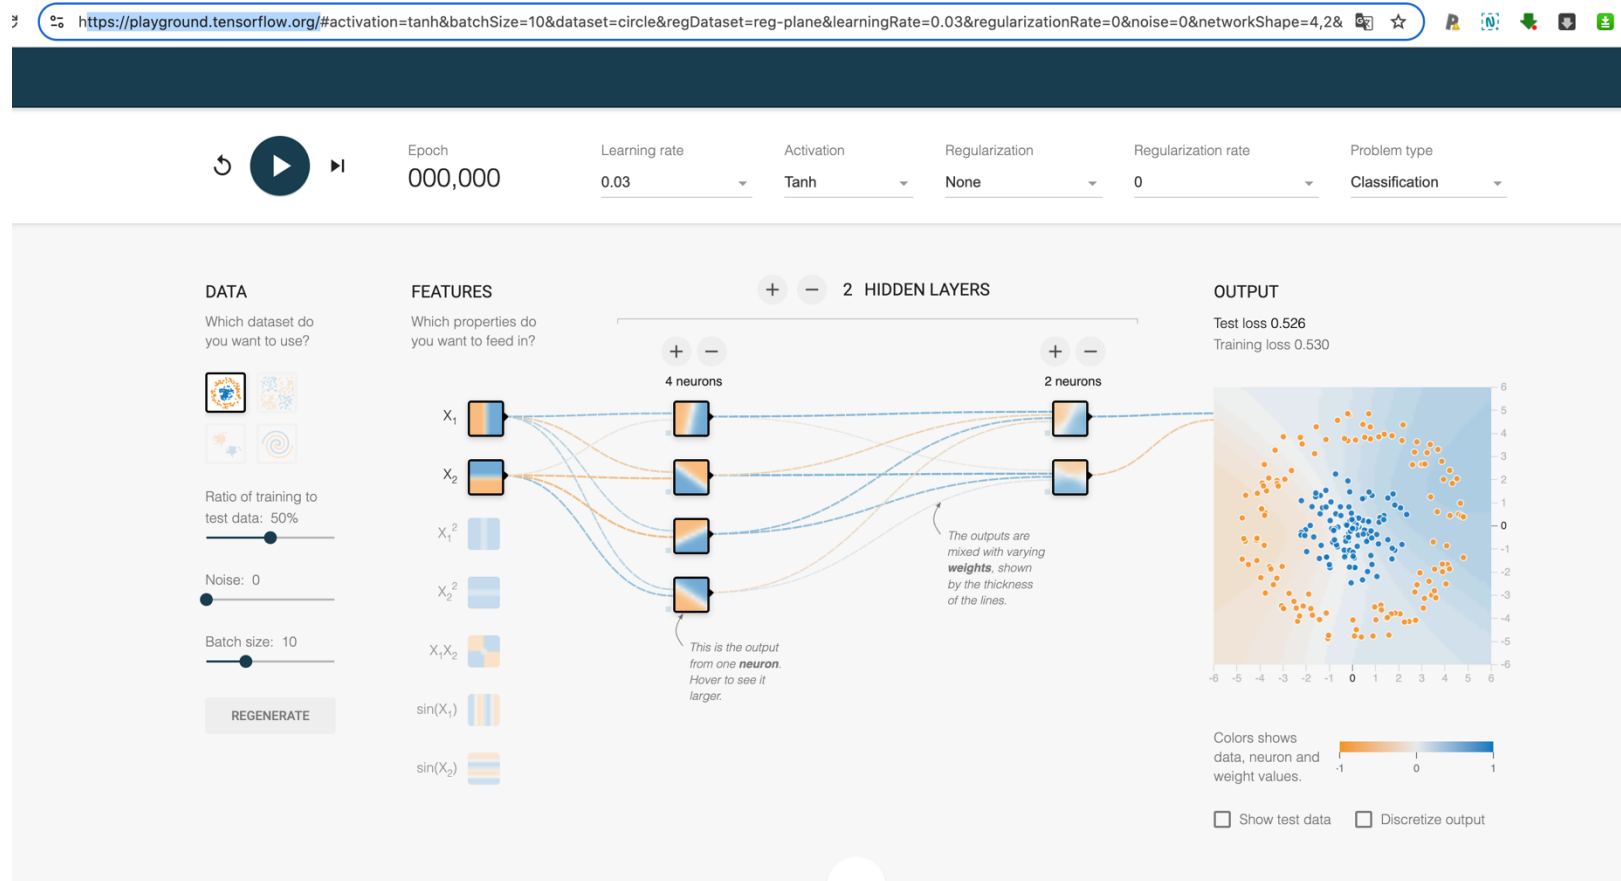 https://playground.tensorflow.org/#activation=tanh&batchSize=10&dataset=circle&regDataset=reg-plane&learningRate=0.03&regularizationRate=0&noise=0&networkShape=4,2&
Epoch
000,000
Learning rate
0.03
Activation
Tanh
Regularization
None
Regularization rate
0
Problem type
Classification
DATA
Which dataset do
you want to use?
Ratio of training to
test data: 50%
Noise: 0
Batch size: 10
REGENERATE
FEATURES
Which properties do
you want to feed in?
X₁
X₂
X₁²
X₂²
X₁X₂
sin(X₁)
sin(X₂)
+ − 2 HIDDEN LAYERS
+ −
4 neurons
+ −
2 neurons
This is the output
from one neuron.
Hover to see it
larger.
The outputs are
mixed with varying
weights, shown
by the thickness
of the lines.
OUTPUT
Test loss 0.526
Training loss 0.530
6
5
4
3
2
1
0
-1
-2
-3
-4
-5
-6
-6 -5 -4 -3 -2 -1 0 1 2 3 4 5 6
Colors shows
data, neuron and
weight values.
-1 0 1
Show test data
Discretize output